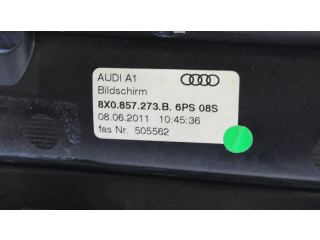 AUDI A1
Bildschirm
8X0.857.273.B. 6PS 08S
08.06.2011 10:45:36
fas Nr. 505562